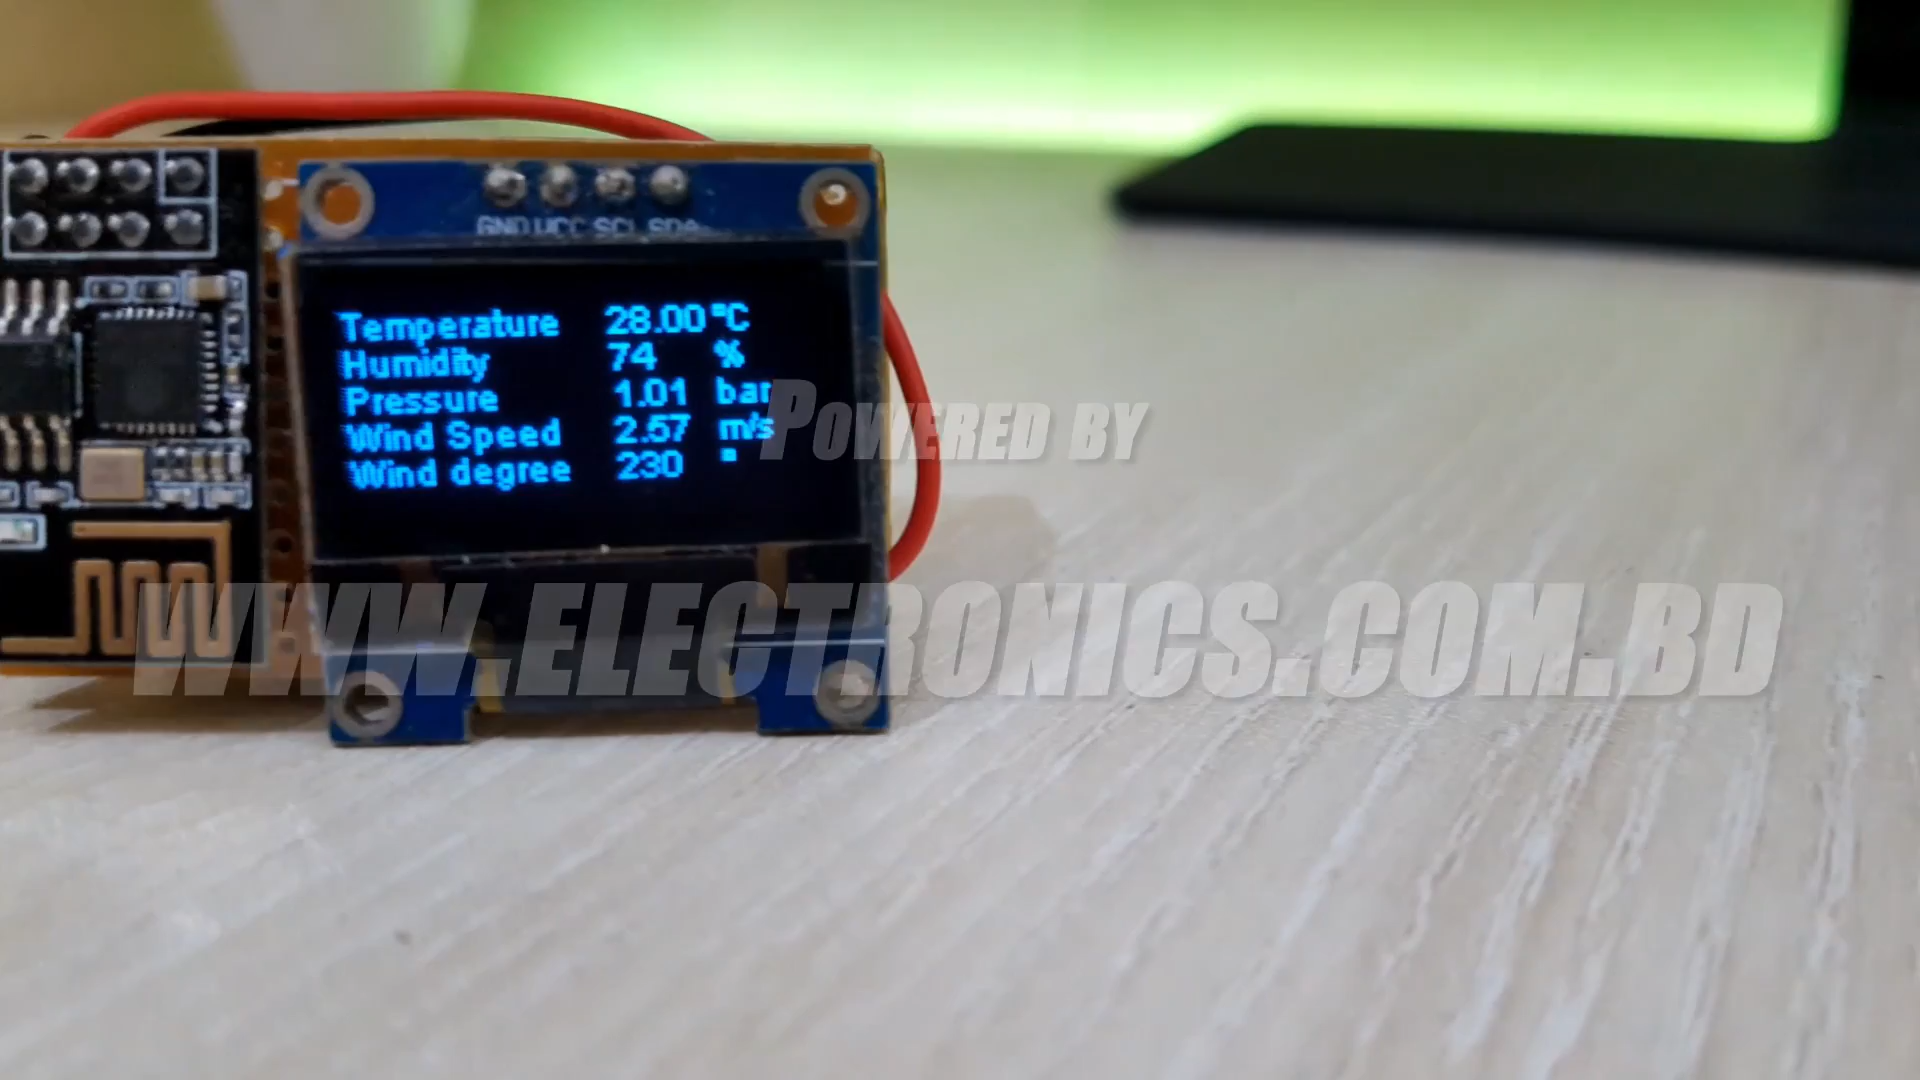 GND VCC SCL SDA
Temperature 28.00 °C
Humidity 74 %
Pressure 1.01 bar
Wind Speed 2.57 m/s
Wind degree 230 °
POWERED BY
WWW.ELECTRONICS.COM.BD